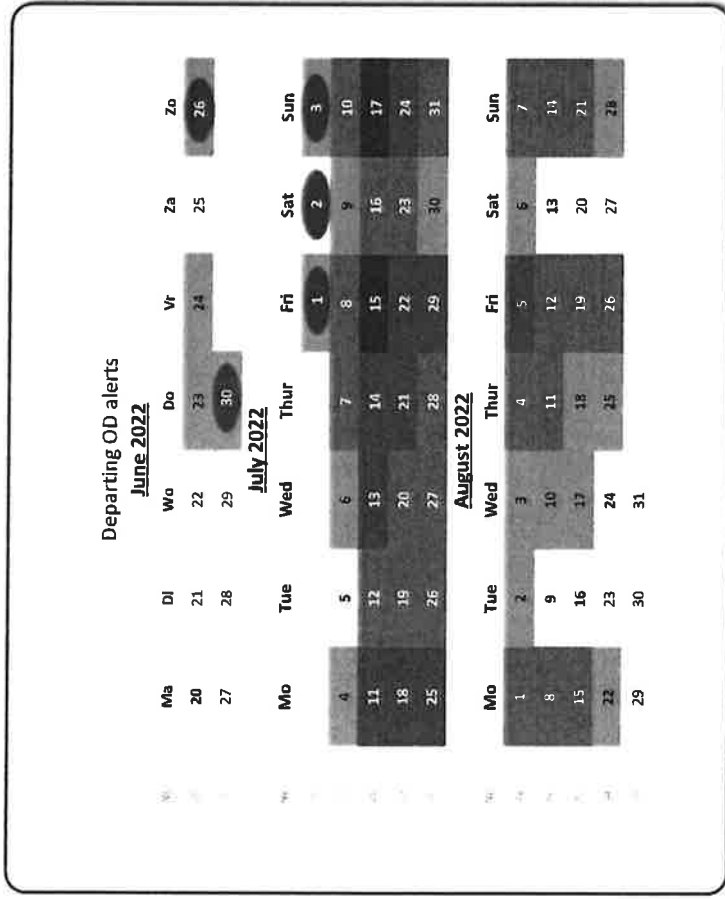 Departing OD alerts
June 2022
Ma DI Wo Do Vr Za Zo
20 21 22 23 24 25 26
27 28 29 30
July 2022
Mo Tue Wed Thur Fri Sat Sun
1 2 3
4 5 6 7 8 9 10
11 12 13 14 15 16 17
18 19 20 21 22 23 24
25 26 27 28 29 30 31
August 2022
Mo Tue Wed Thur Fri Sat Sun
1 2 3 4 5 6 7
8 9 10 11 12 13 14
15 16 17 18 19 20 21
22 23 24 25 26 27 28
29 30 31